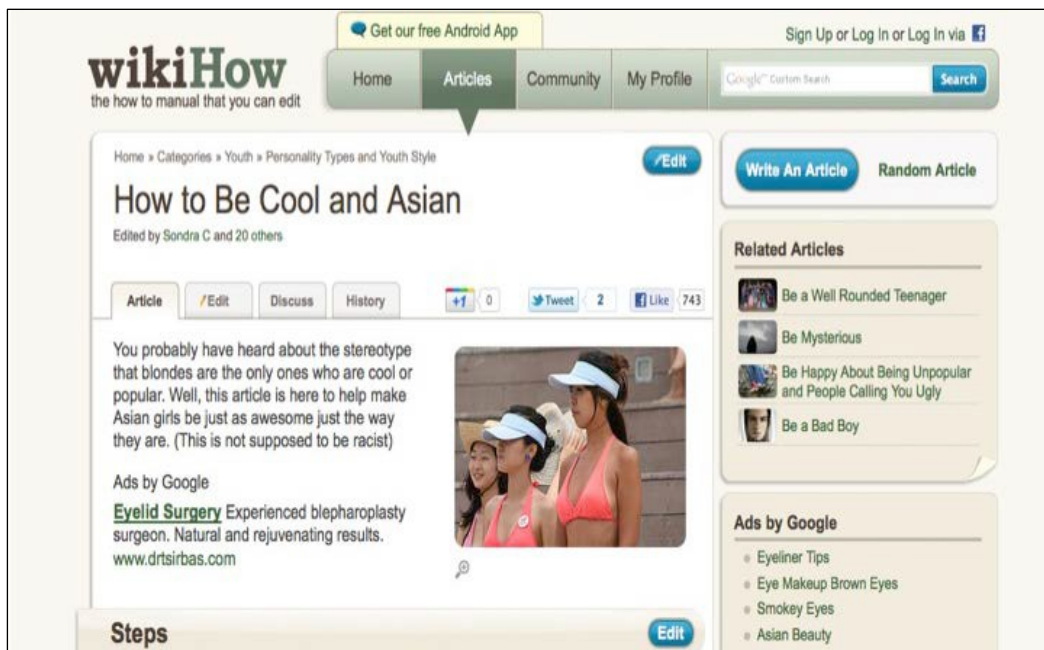 Get our free Android App
Sign Up or Log In or Log In via
wikiHow
the how to manual that you can edit
Home
Articles
Community
My Profile
Google™ Custom Search
Search
Home » Categories » Youth » Personality Types and Youth Style
Edit
How to Be Cool and Asian
Edited by Sondra C and 20 others
Write An Article
Random Article
Article
Edit
Discuss
History
+1
0
Tweet
2
Like
743
You probably have heard about the stereotype
that blondes are the only ones who are cool or
popular. Well, this article is here to help make
Asian girls be just as awesome just the way
they are. (This is not supposed to be racist)
Ads by Google
Eyelid Surgery Experienced blepharoplasty
surgeon. Natural and rejuvenating results.
www.drtsirbas.com
Steps
Edit
Related Articles
Be a Well Rounded Teenager
Be Mysterious
Be Happy About Being Unpopular
and People Calling You Ugly
Be a Bad Boy
Ads by Google
Eyeliner Tips
Eye Makeup Brown Eyes
Smokey Eyes
Asian Beauty